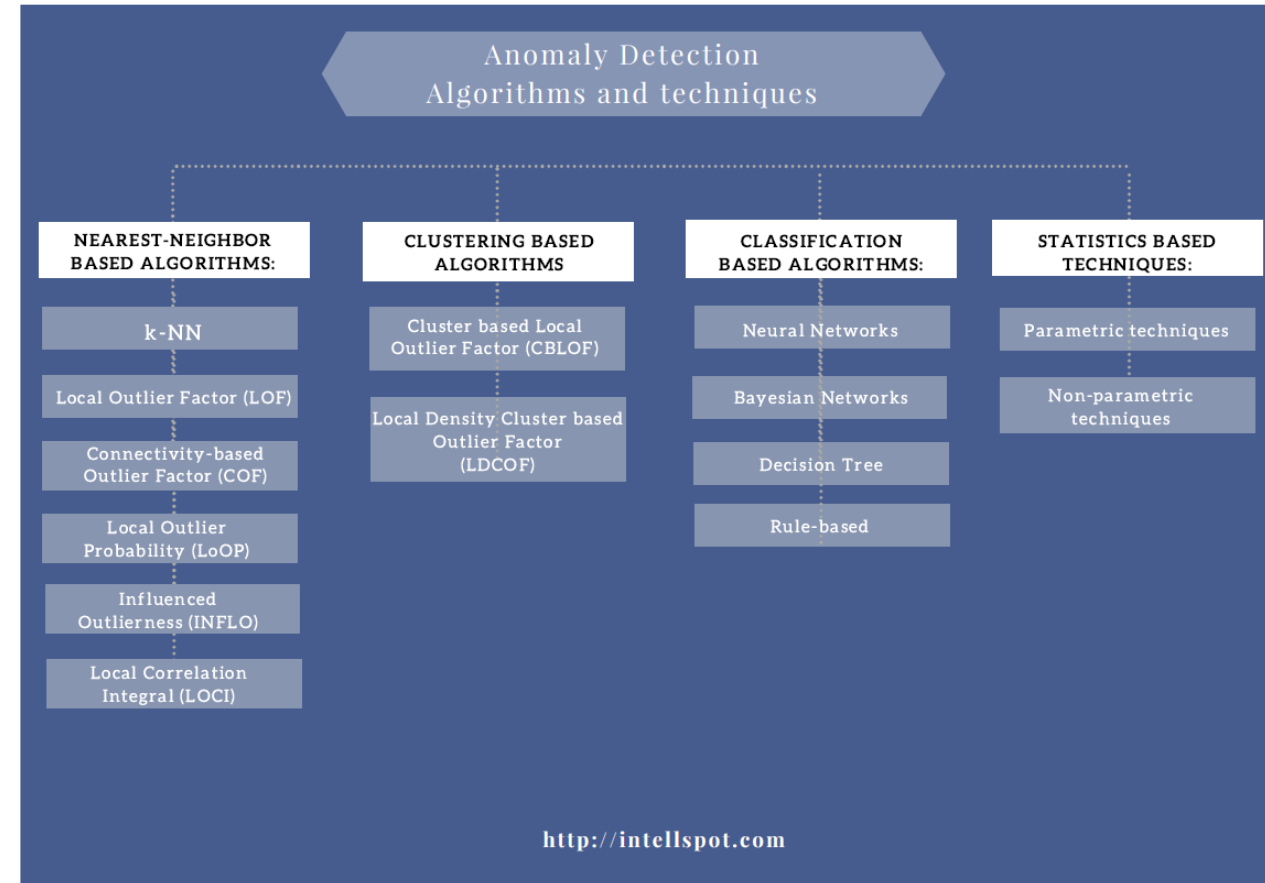 Anomaly Detection
Algorithms and techniques
NEAREST-NEIGHBOR
BASED ALGORITHMS:
k-NN
Local Outlier Factor (LOF)
Connectivity-based
Outlier Factor (COF)
Local Outlier
Probability (LoOP)
Influenced
Outlierness (INFLO)
Local Correlation
Integral (LOCI)
CLUSTERING BASED
ALGORITHMS
Cluster based Local
Outlier Factor (CBLOF)
Local Density Cluster based
Outlier Factor
(LDCOF)
CLASSIFICATION
BASED ALGORITHMS:
Neural Networks
Bayesian Networks
Decision Tree
Rule-based
STATISTICS BASED
TECHNIQUES:
Parametric techniques
Non-parametric
techniques
http://intellspot.com